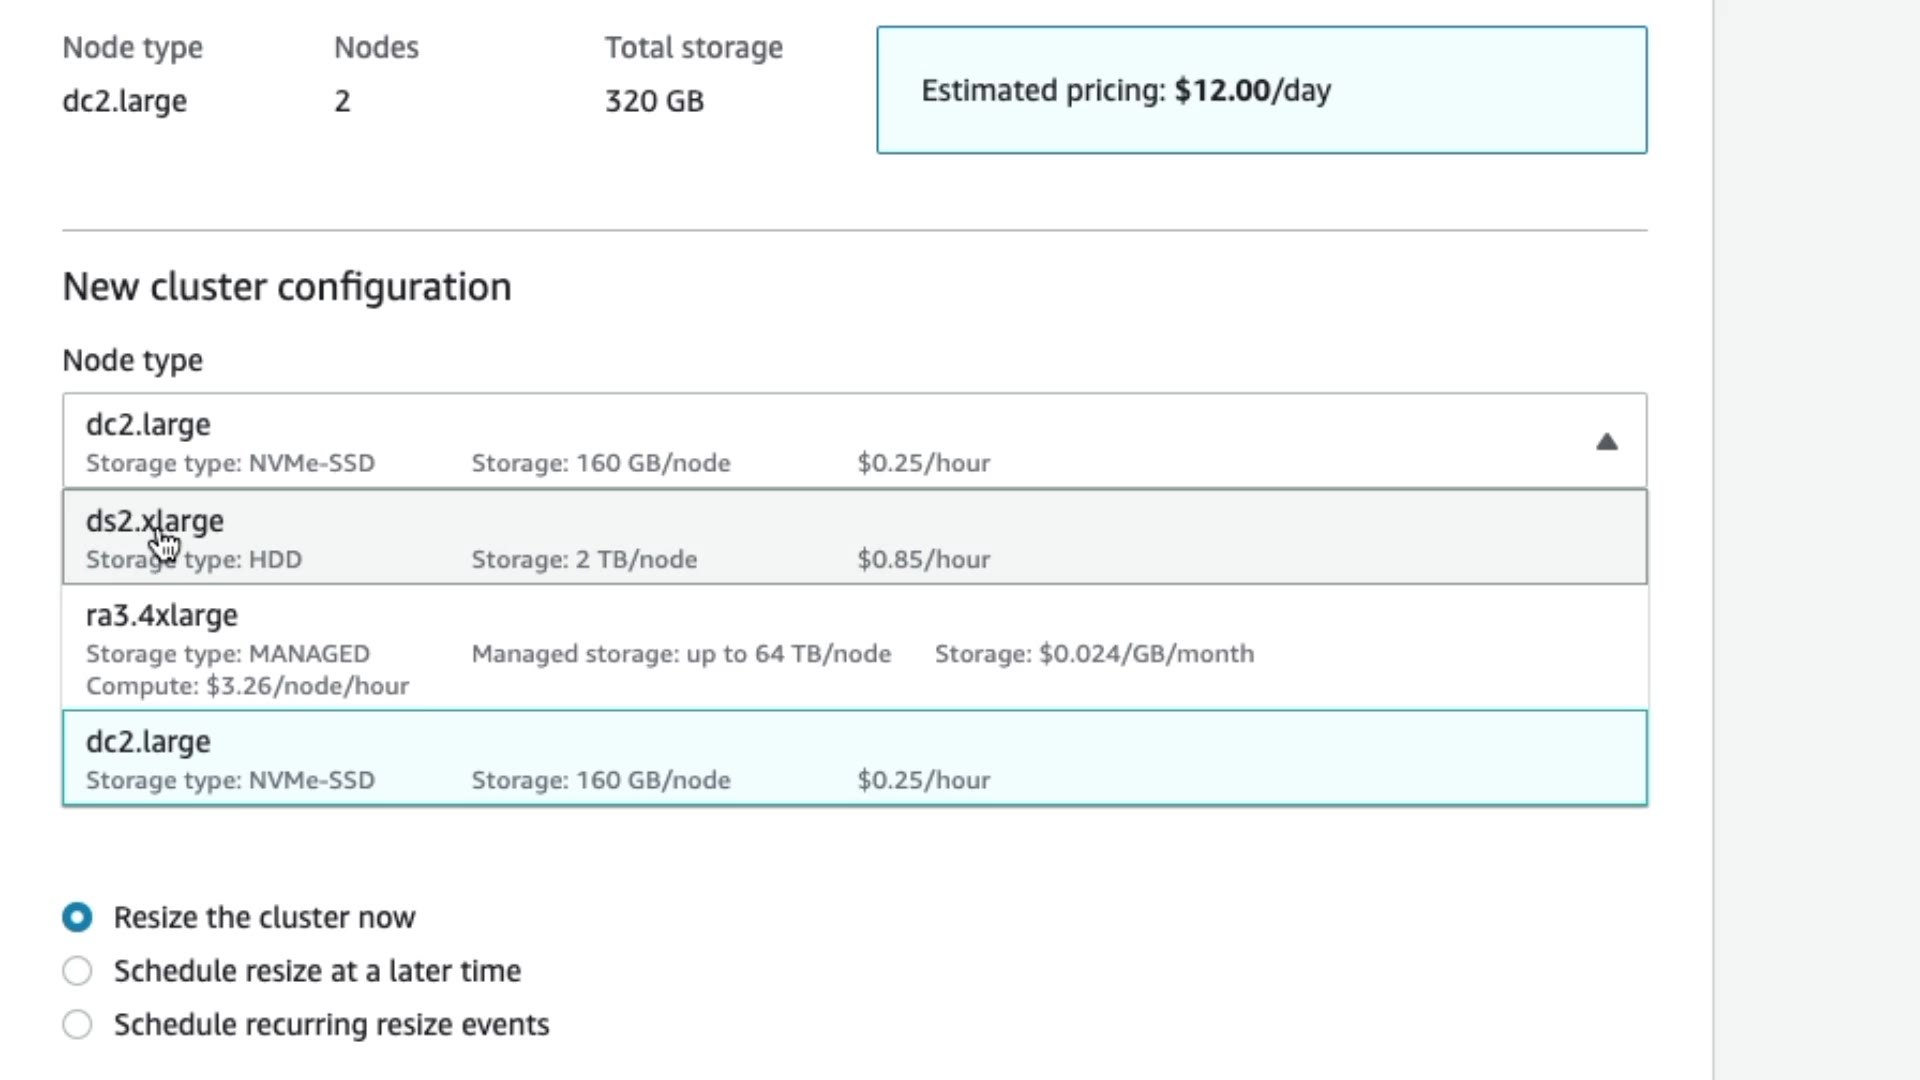 Node type Nodes Total storage
dc2.large 2 320 GB
Estimated pricing: $12.00/day
New cluster configuration
Node type
dc2.large
Storage type: NVMe-SSD Storage: 160 GB/node $0.25/hour
ds2.xlarge
Storage type: HDD Storage: 2 TB/node $0.85/hour
ra3.4xlarge
Storage type: MANAGED Managed storage: up to 64 TB/node Storage: $0.024/GB/month
Compute: $3.26/node/hour
dc2.large
Storage type: NVMe-SSD Storage: 160 GB/node $0.25/hour
Resize the cluster now
Schedule resize at a later time
Schedule recurring resize events